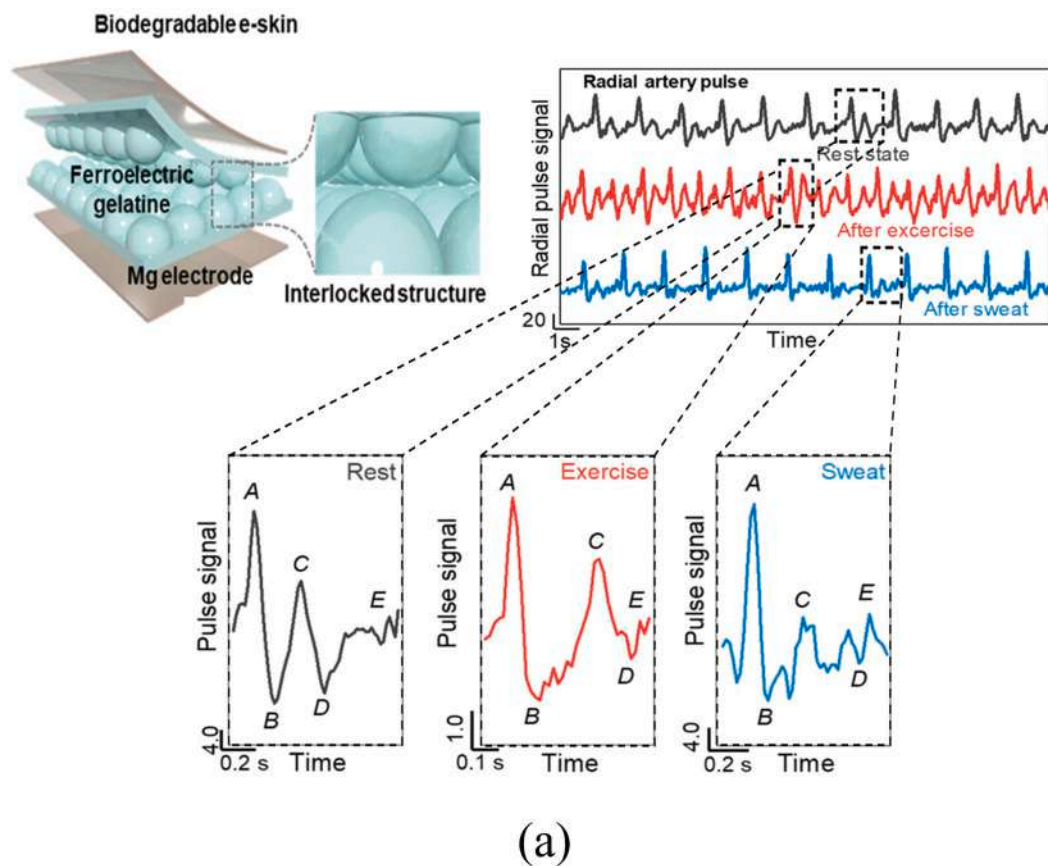 Biodegradable e-skin
Ferroelectric
gelatine
Mg electrode
Interlocked structure
Radial artery pulse
Rest state
After excercise
After sweat
Radial pulse signal
20
1s
Time
Rest
A
B
C
D
E
Pulse signal
4.0
0.2 s
Time
Exercise
A
B
C
D
E
Pulse signal
1.0
0.1 s
Time
Sweat
A
B
C
D
E
Pulse signal
4.0
0.2 s
Time
(a)